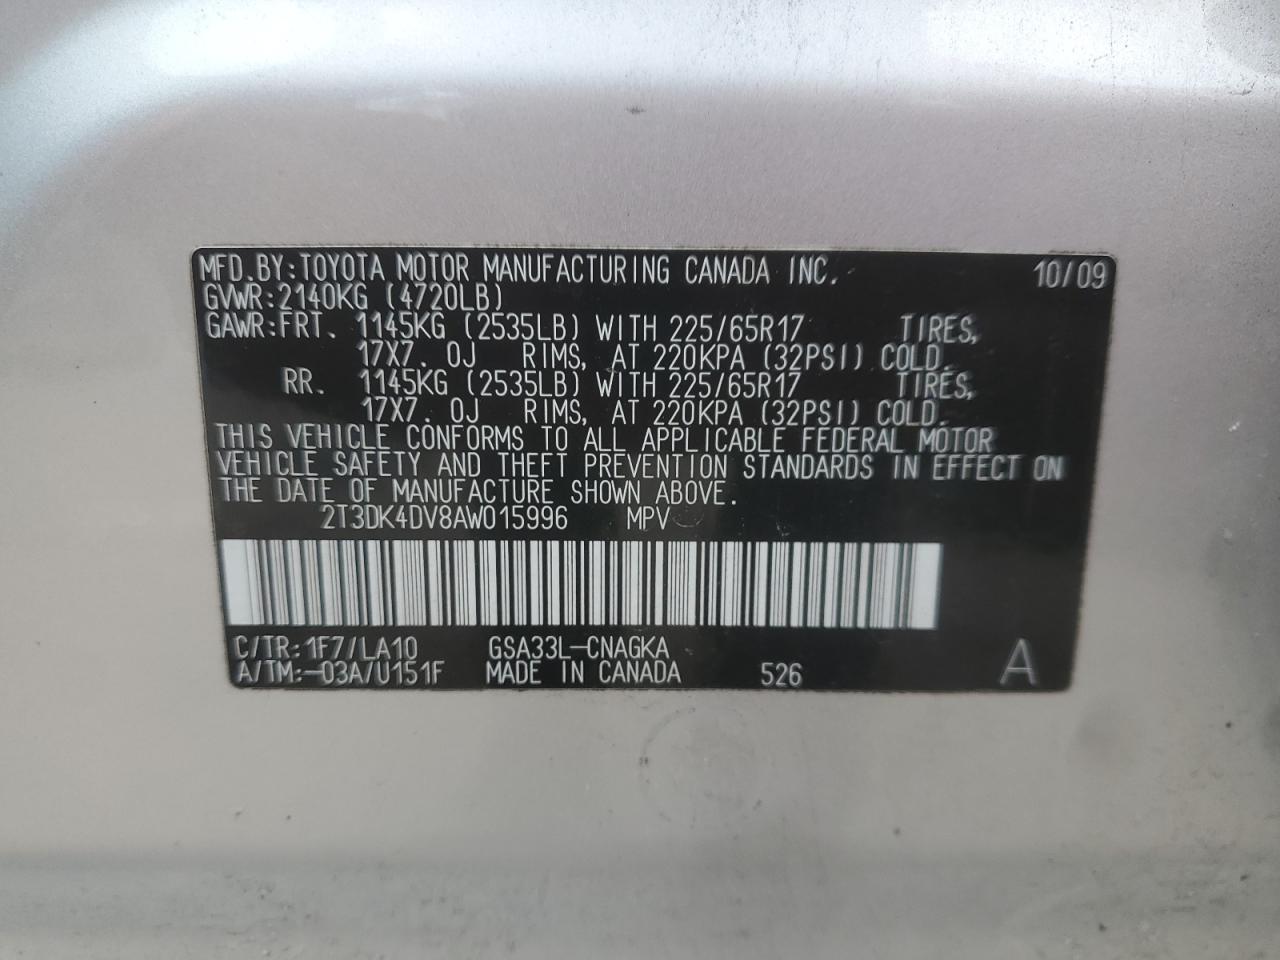 MFD.BY:TOYOTA MOTOR MANUFACTURING CANADA INC. 10/09
GVWR:2140KG (4720LB)
GAWR:FRT. 1145KG (2535LB) WITH 225/65R17 TIRES,
17X7.0J RIMS, AT 220KPA (32PSI) COLD.
RR. 1145KG (2535LB) WITH 225/65R17 TIRES,
17X7.0J RIMS, AT 220KPA (32PSI) COLD.
THIS VEHICLE CONFORMS TO ALL APPLICABLE FEDERAL MOTOR
VEHICLE SAFETY AND THEFT PREVENTION STANDARDS IN EFFECT ON
THE DATE OF MANUFACTURE SHOWN ABOVE.
2T3DK4DV8AW015996 MPV
C/TR:1F7/LA10 GSA33L-CNAGKA
A/TM:-03A/U151F MADE IN CANADA 526 A